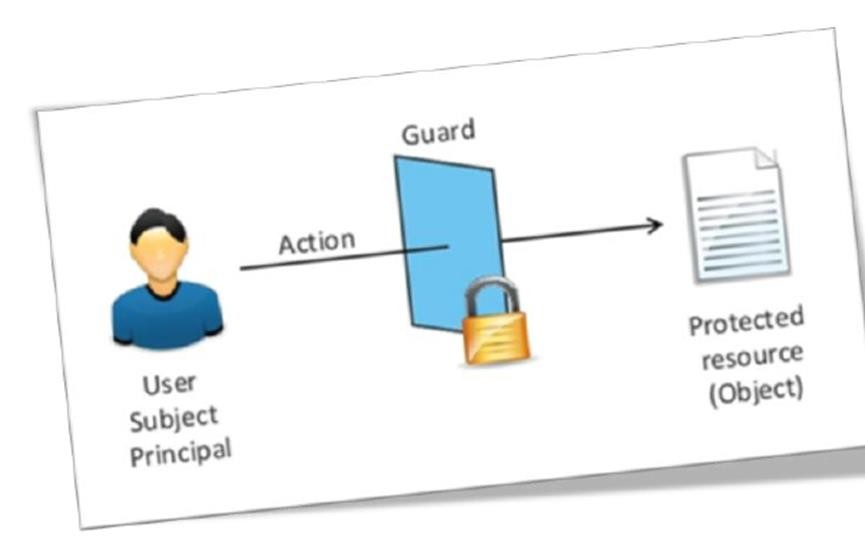 Guard
Action
User
Subject
Principal
Protected
resource
(Object)